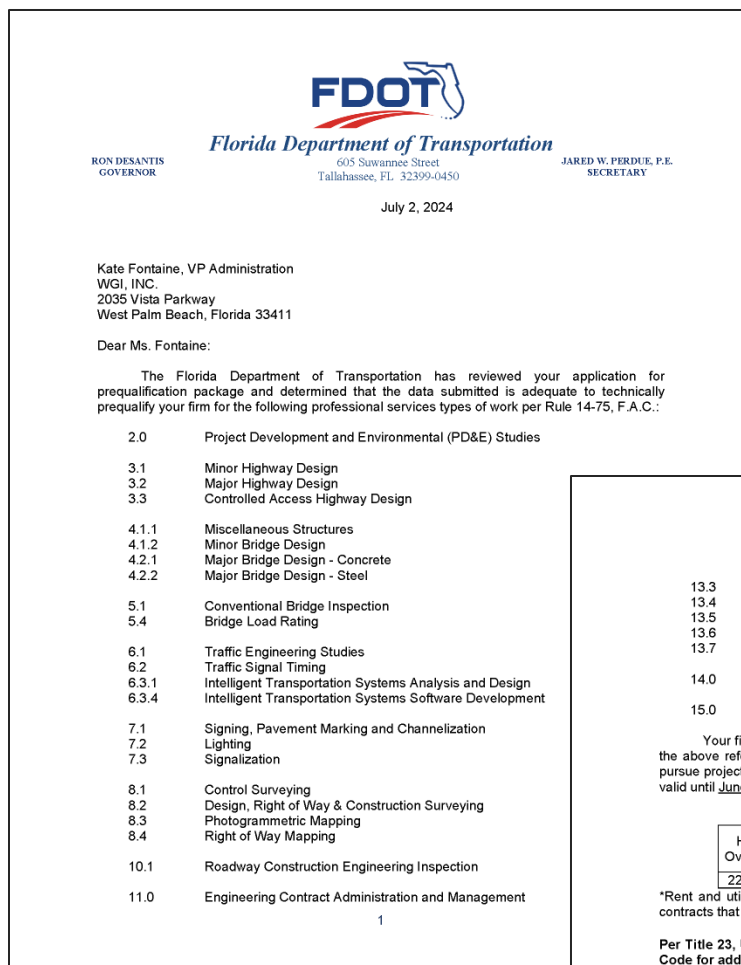 FDOT
Florida Department of Transportation
RON DESANTIS
GOVERNOR
605 Suwannee Street
Tallahassee, FL 32399-0450
JARED W. PERDUE, P.E.
SECRETARY
July 2, 2024
Kate Fontaine, VP Administration
WGI, INC.
2035 Vista Parkway
West Palm Beach, Florida 33411
Dear Ms. Fontaine:
The Florida Department of Transportation has reviewed your application for
prequalification package and determined that the data submitted is adequate to technically
prequalify your firm for the following professional services types of work per Rule 14-75, F.A.C.:
2.0 Project Development and Environmental (PD&E) Studies
3.1 Minor Highway Design
3.2 Major Highway Design
3.3 Controlled Access Highway Design
4.1.1 Miscellaneous Structures
4.1.2 Minor Bridge Design
4.2.1 Major Bridge Design - Concrete
4.2.2 Major Bridge Design - Steel
5.1 Conventional Bridge Inspection
5.4 Bridge Load Rating
6.1 Traffic Engineering Studies
6.2 Traffic Signal Timing
6.3.1 Intelligent Transportation Systems Analysis and Design
6.3.4 Intelligent Transportation Systems Software Development
7.1 Signing, Pavement Marking and Channelization
7.2 Lighting
7.3 Signalization
8.1 Control Surveying
8.2 Design, Right of Way & Construction Surveying
8.3 Photogrammetric Mapping
8.4 Right of Way Mapping
10.1 Roadway Construction Engineering Inspection
11.0 Engineering Contract Administration and Management
1
13.3
13.4
13.5
13.6
13.7
14.0
15.0
Your fi
the above ref
pursue project
valid until June
H
Ov
22
*Rent and uti
contracts that
Per Title 23,
Code for add